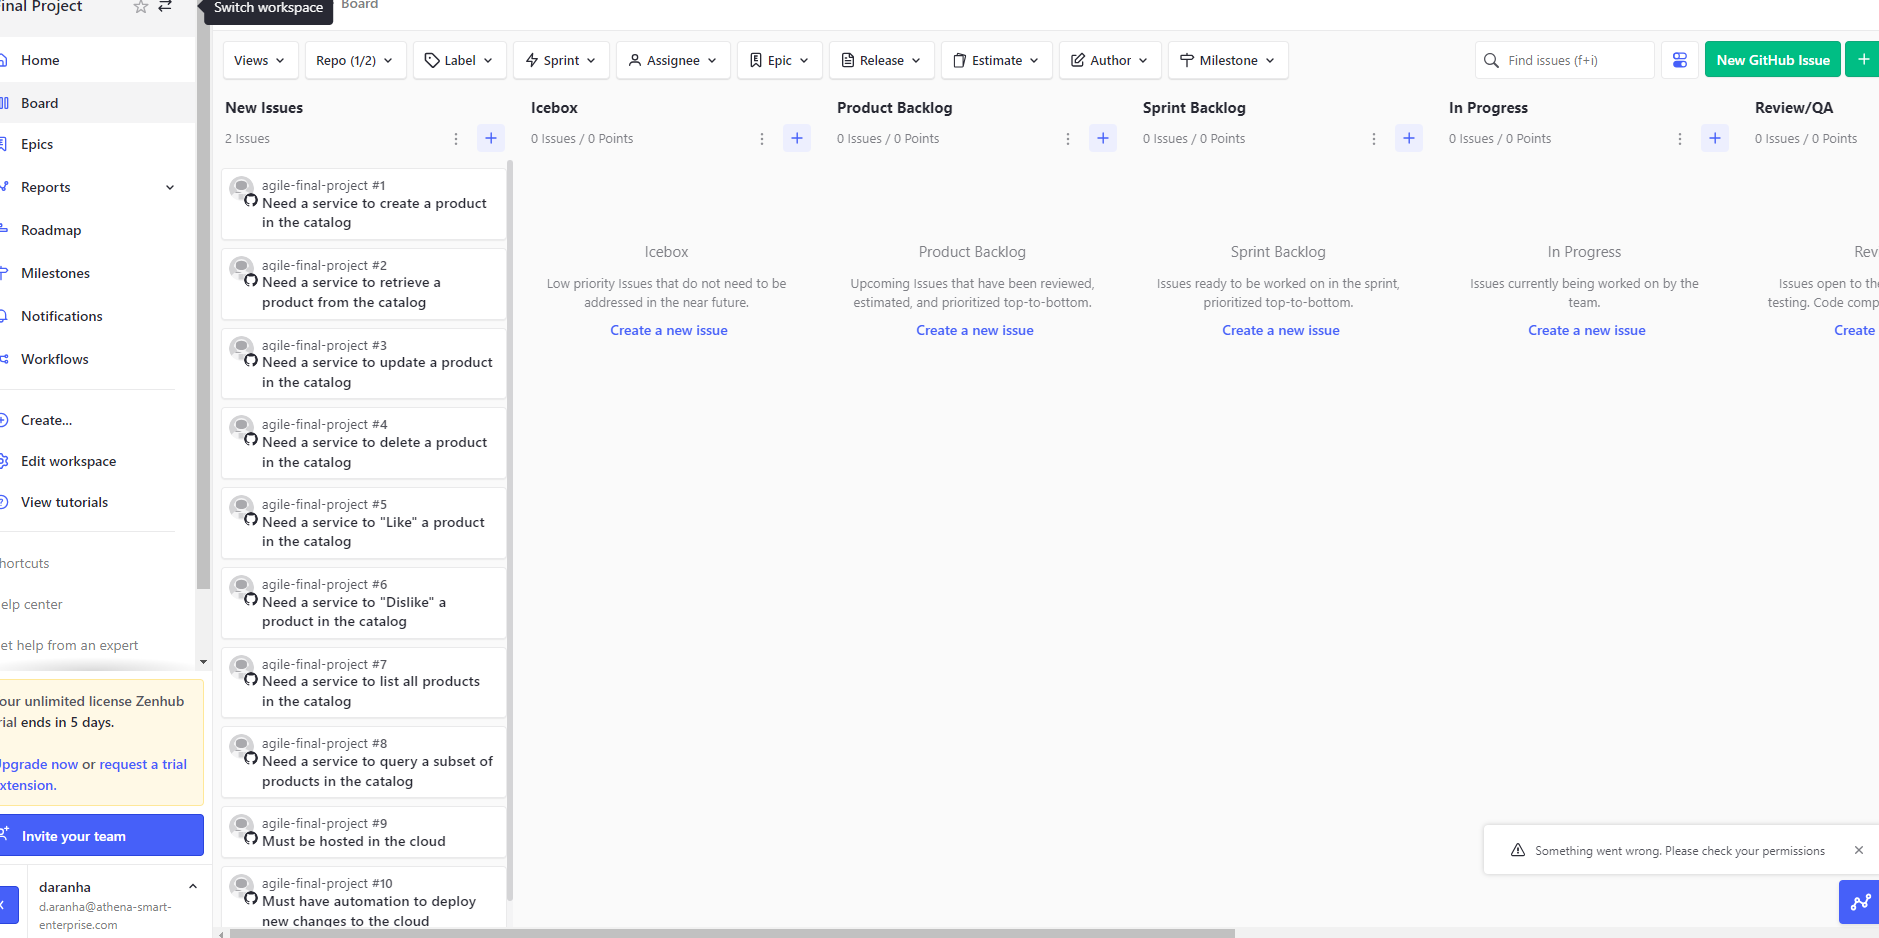 inal Project
Switch workspace
Board
Home
Board
Epics
Reports
Roadmap
Milestones
Notifications
Workflows
Create...
Edit workspace
View tutorials
hortcuts
elp center
et help from an expert
our unlimited license Zenhub
rial ends in 5 days.
pgrade now or request a trial
xtension.
Invite your team
daranha
d.aranha@athena-smart-
enterprise.com
Views
Repo (1/2)
Label
Sprint
Assignee
Epic
Release
Estimate
Author
Milestone
Find issues (f+i)
New GitHub Issue
New Issues
2 Issues
agile-final-project #1
Need a service to create a product
in the catalog
agile-final-project #2
Need a service to retrieve a
product from the catalog
agile-final-project #3
Need a service to update a product
in the catalog
agile-final-project #4
Need a service to delete a product
in the catalog
agile-final-project #5
Need a service to "Like" a product
in the catalog
agile-final-project #6
Need a service to "Dislike" a
product in the catalog
agile-final-project #7
Need a service to list all products
in the catalog
agile-final-project #8
Need a service to query a subset of
products in the catalog
agile-final-project #9
Must be hosted in the cloud
agile-final-project #10
Must have automation to deploy
new changes to the cloud
Icebox
0 Issues / 0 Points
Icebox
Low priority Issues that do not need to be
addressed in the near future.
Create a new issue
Product Backlog
0 Issues / 0 Points
Product Backlog
Upcoming Issues that have been reviewed,
estimated, and prioritized top-to-bottom.
Create a new issue
Sprint Backlog
0 Issues / 0 Points
Sprint Backlog
Issues ready to be worked on in the sprint,
prioritized top-to-bottom.
Create a new issue
In Progress
0 Issues / 0 Points
In Progress
Issues currently being worked on by the
team.
Create a new issue
Review/QA
0 Issues / 0 Points
Rev
Issues open to the
testing. Code comp
Create
Something went wrong. Please check your permissions